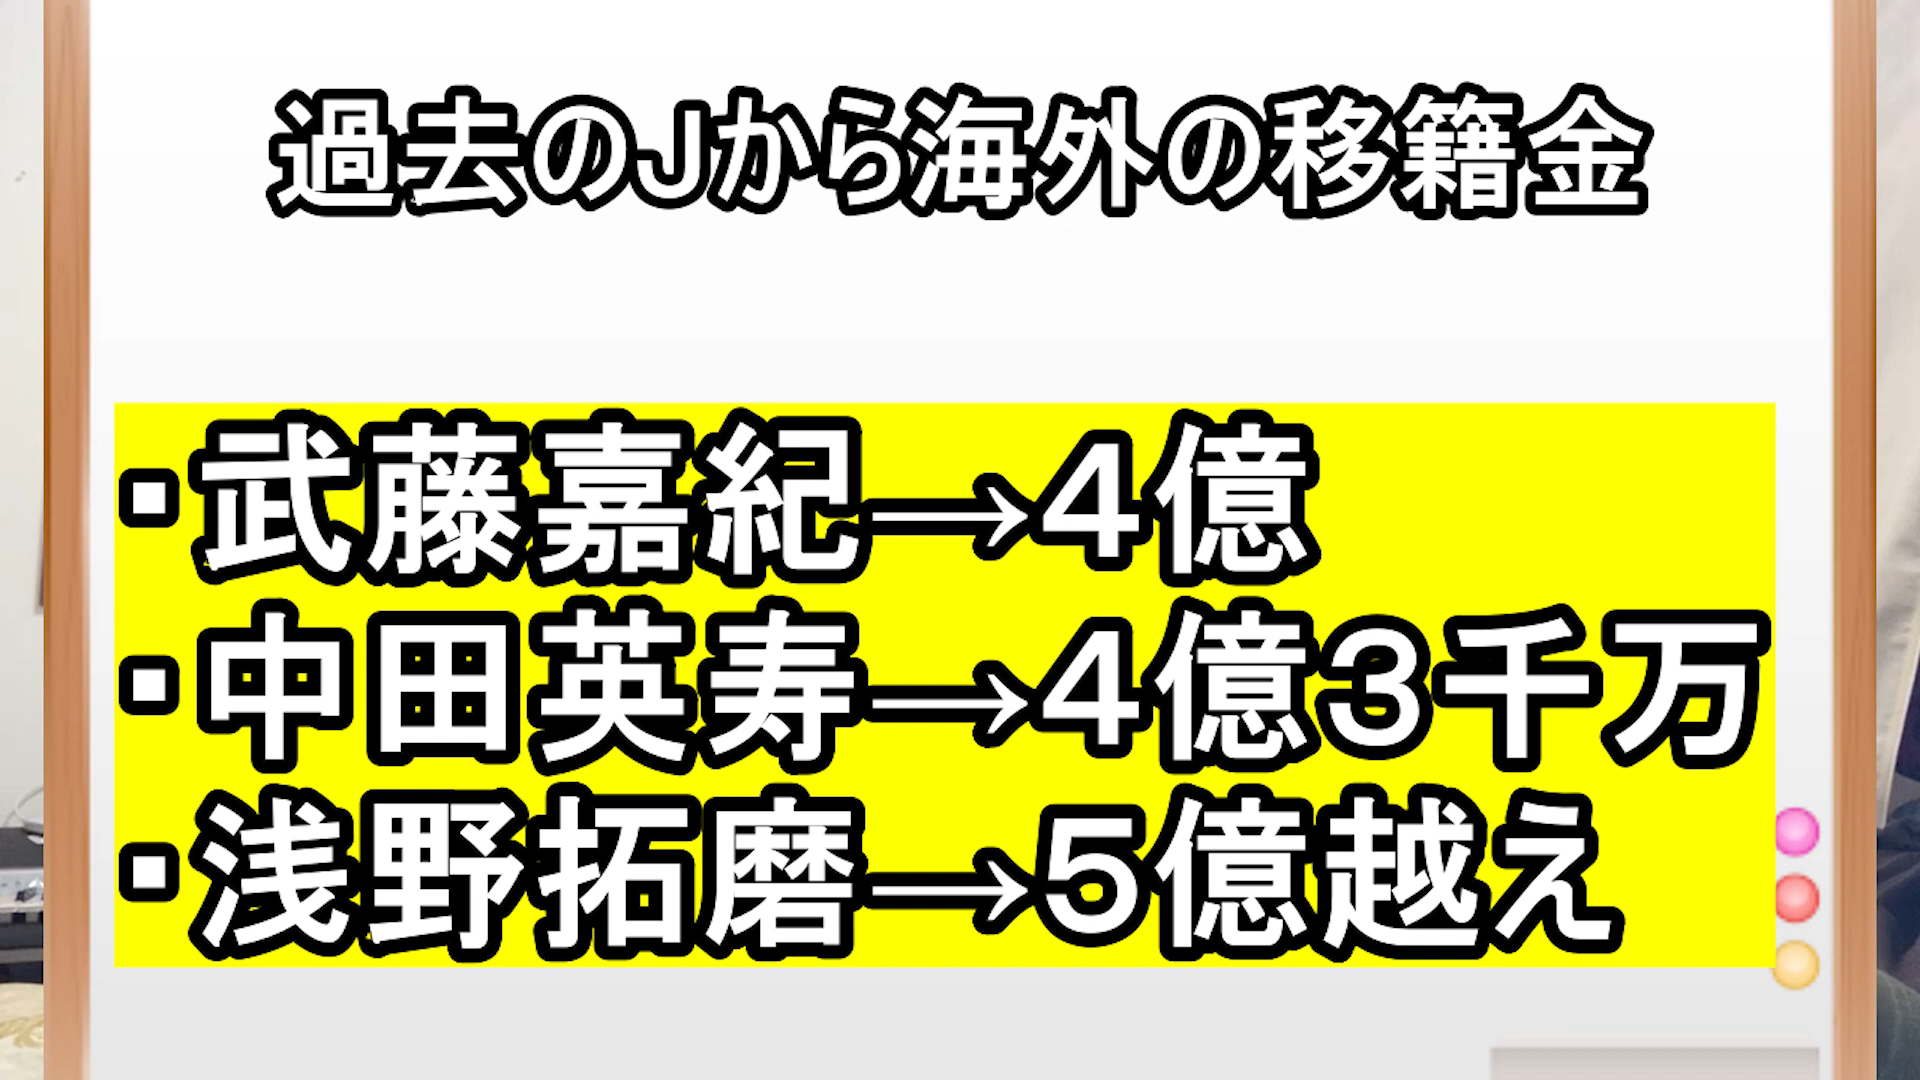 過去のJから海外の移籍金
・武藤嘉紀→4億
・中田英寿→4億3千万
・浅野拓磨→5億越え